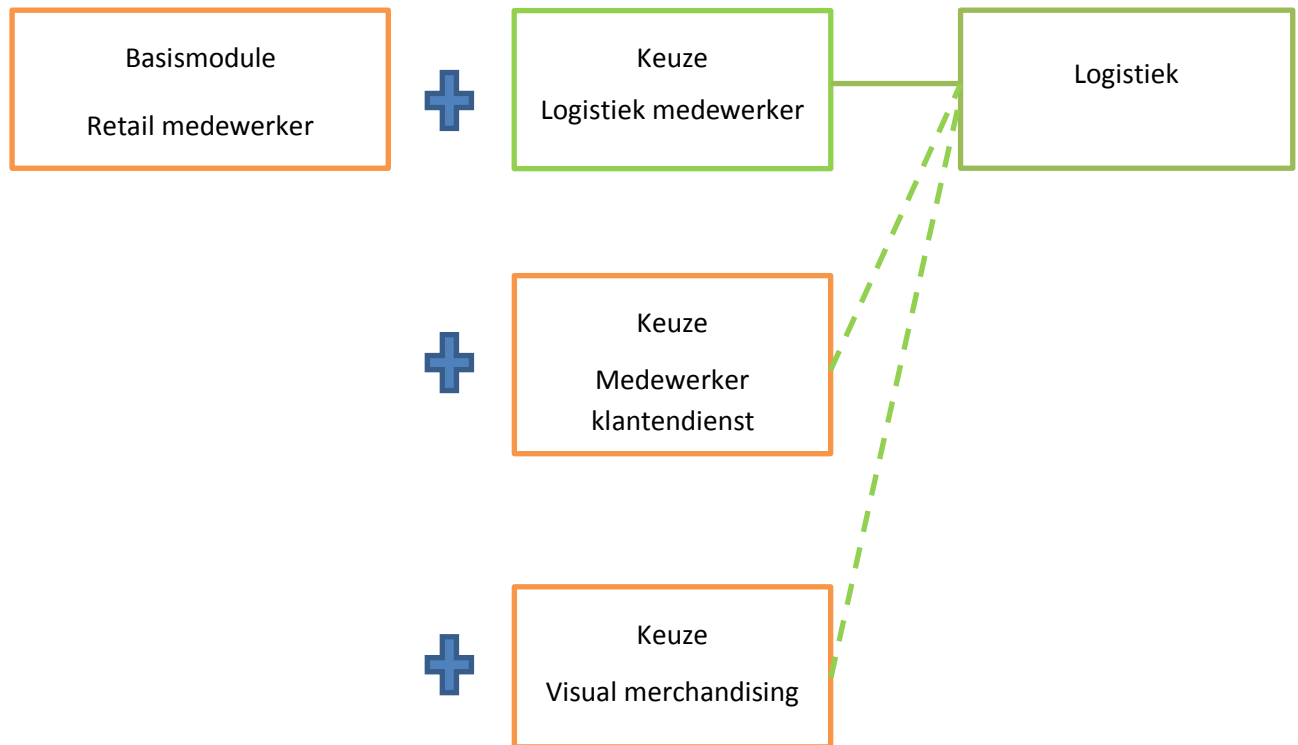 Basismodule
Retail medewerker
Keuze
Logistiek medewerker
Logistiek
Keuze
Medewerker
klantendienst
Keuze
Visual merchandising